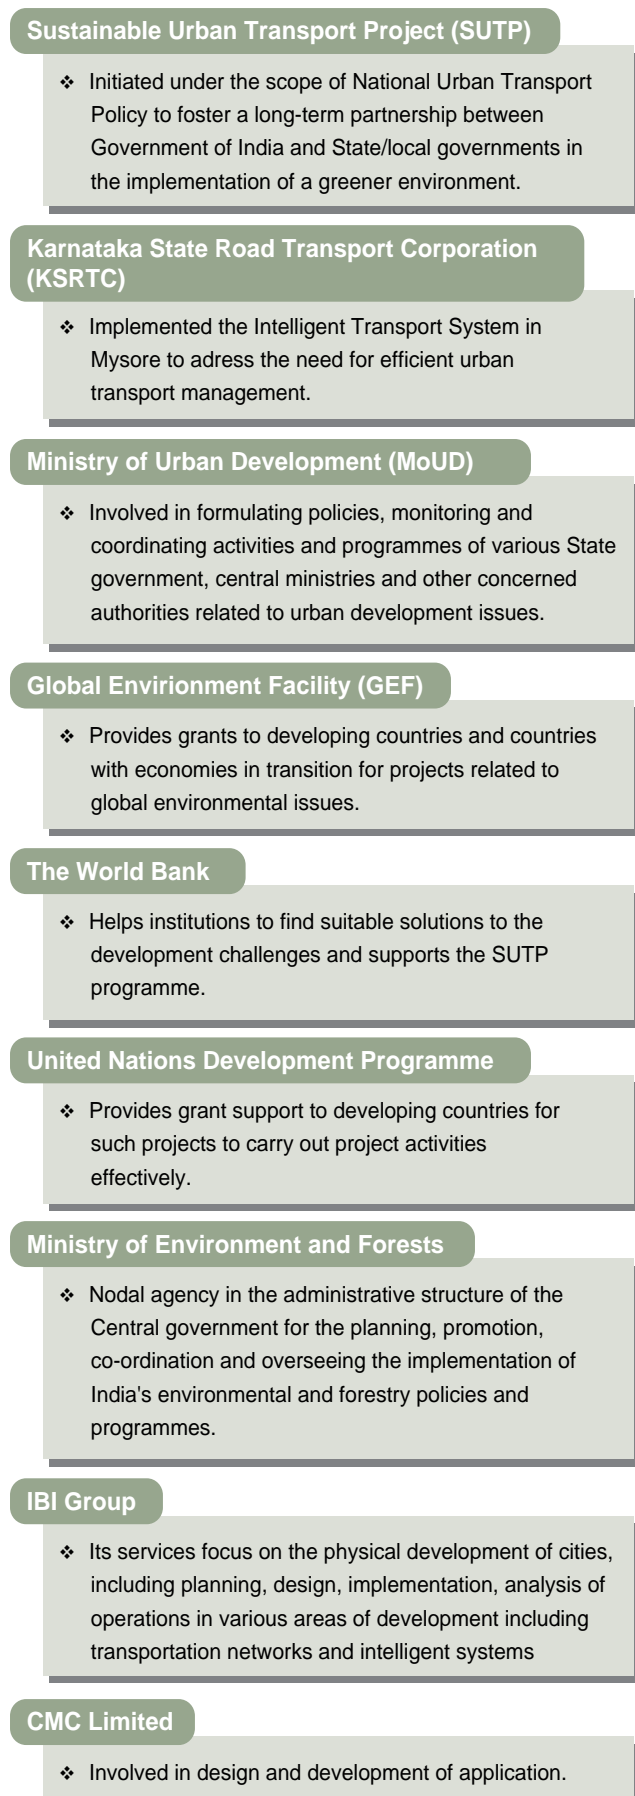 Sustainable Urban Transport Project (SUTP)
❖ Initiated under the scope of National Urban Transport
Policy to foster a long-term partnership between
Government of India and State/local governments in
the implementation of a greener environment.
Karnataka State Road Transport Corporation
(KSRTC)
❖ Implemented the Intelligent Transport System in
Mysore to adress the need for efficient urban
transport management.
Ministry of Urban Development (MoUD)
❖ Involved in formulating policies, monitoring and
coordinating activities and programmes of various State
government, central ministries and other concerned
authorities related to urban development issues.
Global Envirionment Facility (GEF)
❖ Provides grants to developing countries and countries
with economies in transition for projects related to
global environmental issues.
The World Bank
❖ Helps institutions to find suitable solutions to the
development challenges and supports the SUTP
programme.
United Nations Development Programme
❖ Provides grant support to developing countries for
such projects to carry out project activities
effectively.
Ministry of Environment and Forests
❖ Nodal agency in the administrative structure of the
Central government for the planning, promotion,
co-ordination and overseeing the implementation of
India's environmental and forestry policies and
programmes.
IBI Group
❖ Its services focus on the physical development of cities,
including planning, design, implementation, analysis of
operations in various areas of development including
transportation networks and intelligent systems
CMC Limited
❖ Involved in design and development of application.